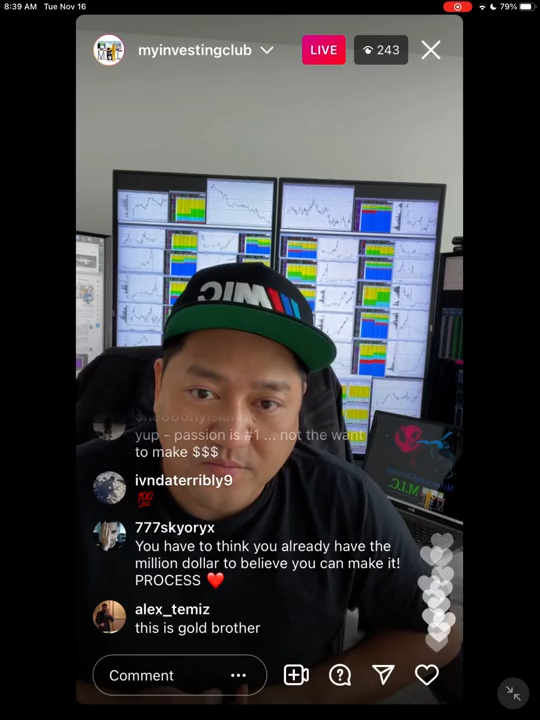 8:39 AM Tue Nov 16
79%
myinvestingclub
LIVE
243
MIC
yup - passion is #1 ... not the want
to make $$$
ivndaterribly9
💯
777skyoryx
You have to think you already have the
million dollar to believe you can make it!
PROCESS ❤️
alex_temiz
this is gold brother
M.I.C
Comment